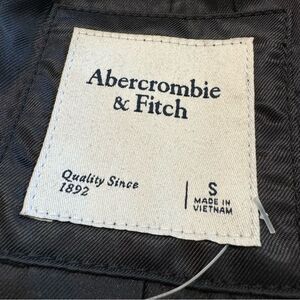 Abercrombie
& Fitch
Quality Since
1892
S
MADE IN
VIETNAM